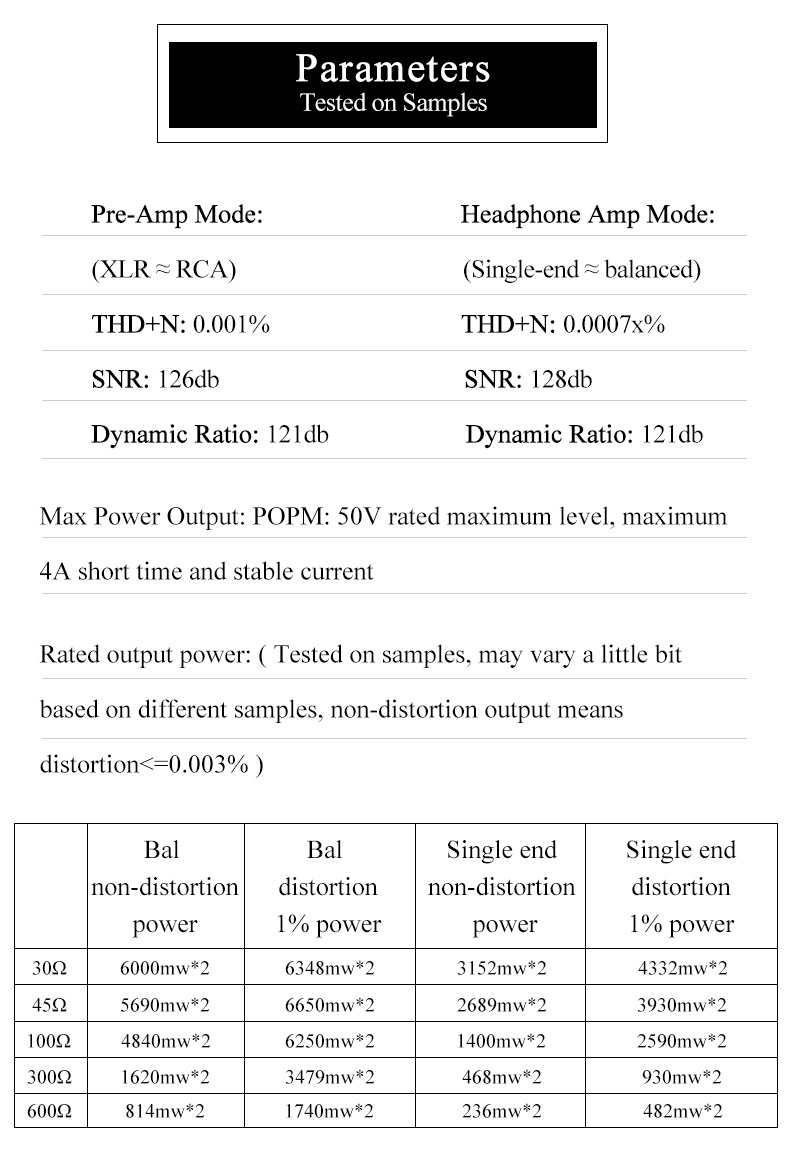 Parameters
Tested on Samples
Pre-Amp Mode: Headphone Amp Mode:
(XLR ≈ RCA) (Single-end ≈ balanced)
THD+N: 0.001% THD+N: 0.0007x%
SNR: 126db SNR: 128db
Dynamic Ratio: 121db Dynamic Ratio: 121db
Max Power Output: POPM: 50V rated maximum level, maximum
4A short time and stable current
Rated output power: ( Tested on samples, may vary a little bit
based on different samples, non-distortion output means
distortion<=0.003% )
Bal Bal Single end Single end
non-distortion distortion non-distortion distortion
power 1% power power 1% power
30Ω 6000mw*2 6348mw*2 3152mw*2 4332mw*2
45Ω 5690mw*2 6650mw*2 2689mw*2 3930mw*2
100Ω 4840mw*2 6250mw*2 1400mw*2 2590mw*2
300Ω 1620mw*2 3479mw*2 468mw*2 930mw*2
600Ω 814mw*2 1740mw*2 236mw*2 482mw*2